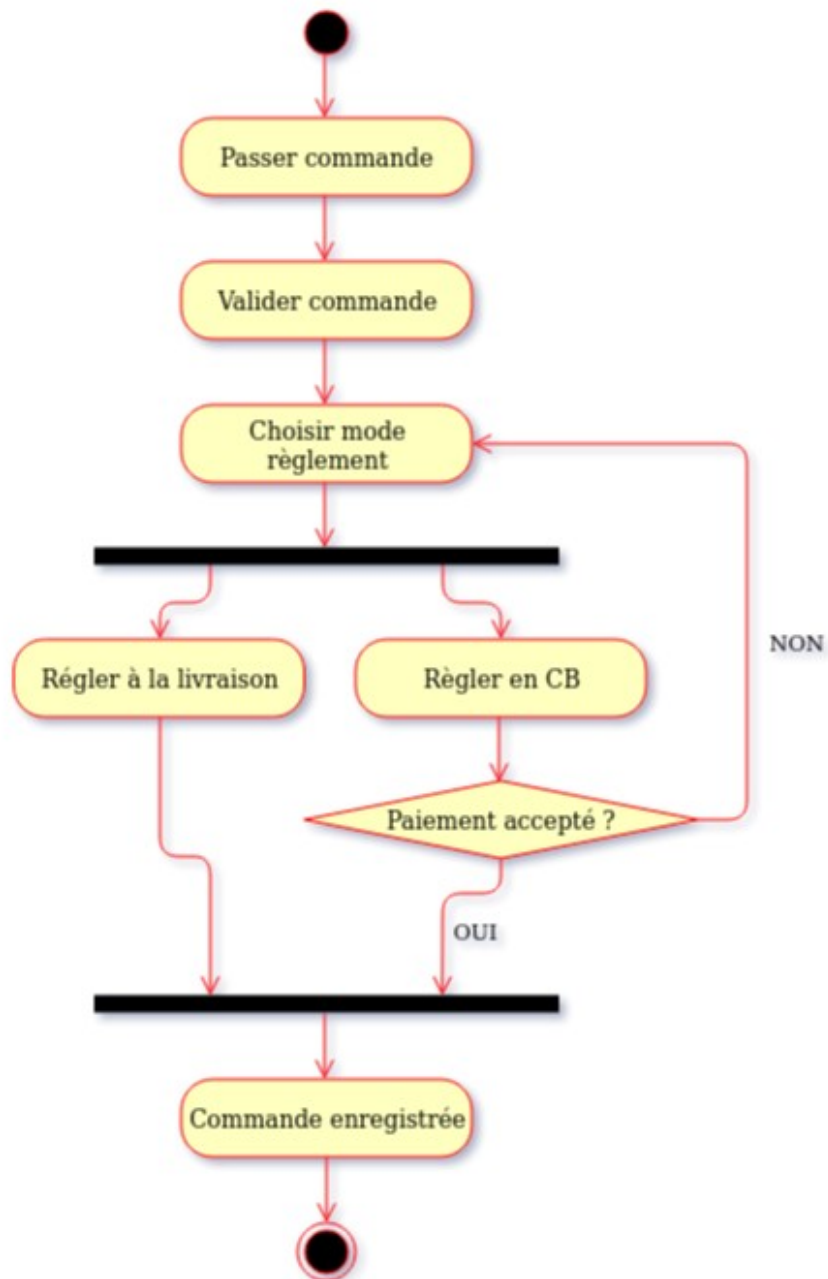 Passer commande
Valider commande
Choisir mode
règlement
NON
Régler à la livraison
Règler en CB
Paiement accepté ?
OUI
Commande enregistrée